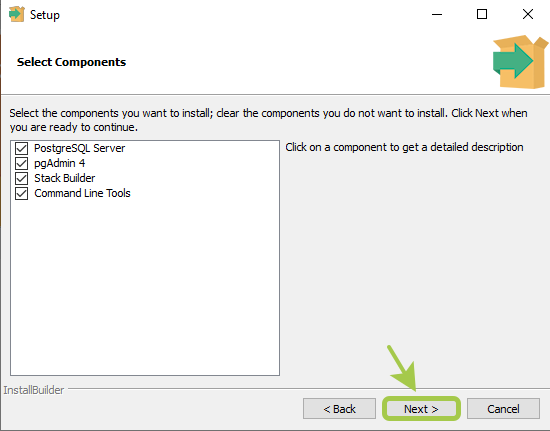 Setup
Select Components
Select the components you want to install; clear the components you do not want to install. Click Next when
you are ready to continue.
PostgreSQL Server
pgAdmin 4
Stack Builder
Command Line Tools
Click on a component to get a detailed description
InstallBuilder
< Back
Next >
Cancel